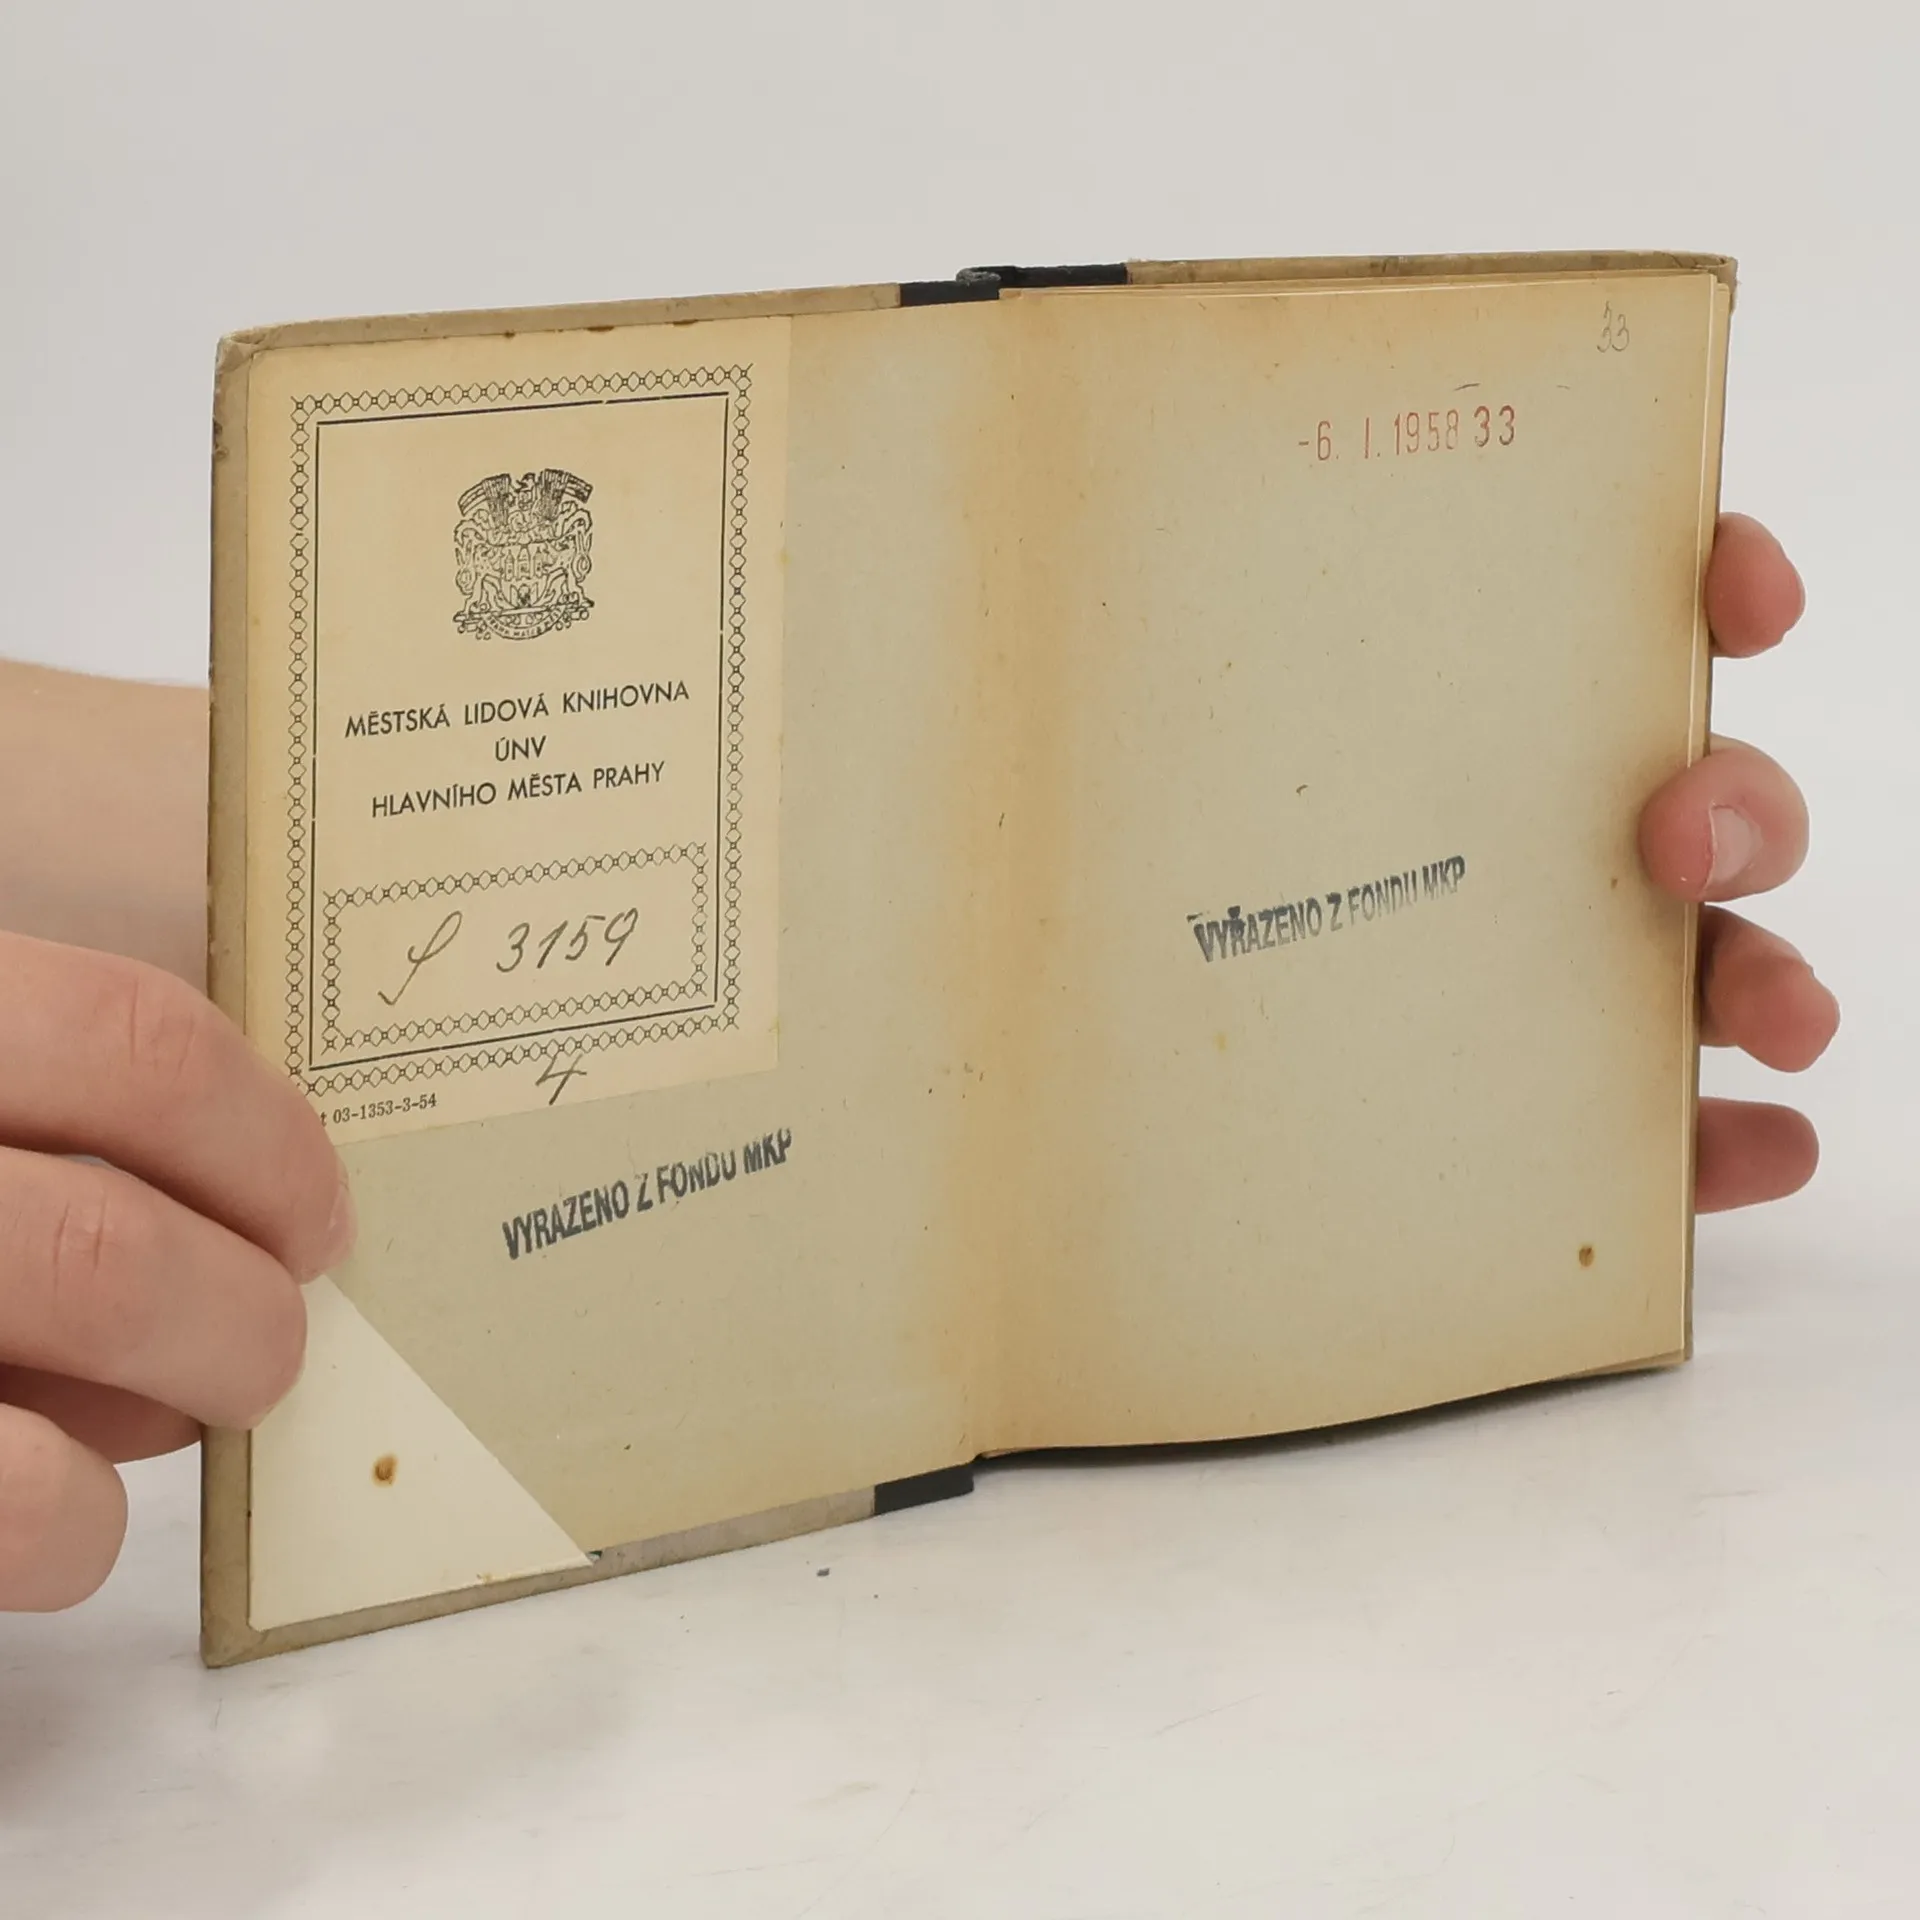 MĚSTSKÁ LIDOVÁ KNIHOVNA
ÚNV
HLAVNÍHO MĚSTA PRAHY
S 3159
4
t 03-1353-3-54
VYŘAZENO Z FONDU MKP
33
-6. I. 1958 33
VYŘAZENO Z FONDU MKP